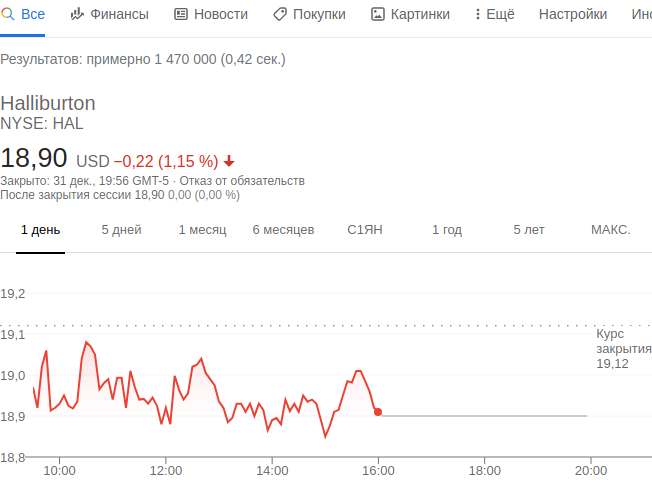 Все Финансы Новости Покупки Картинки Ещё Настройки Инс
Результатов: примерно 1 470 000 (0,42 сек.)
Halliburton
NYSE: HAL
18,90 USD −0,22 (1,15 %)
Закрыто: 31 дек., 19:56 GMT-5 · Отказ от обязательств
После закрытия сессии 18,90 0,00 (0,00 %)
1 день 5 дней 1 месяц 6 месяцев С1ЯН 1 год 5 лет МАКС.
19,2
19,1
Курс
закрытия
19,12
19,0
18,9
18,8
10:00 12:00 14:00 16:00 18:00 20:00